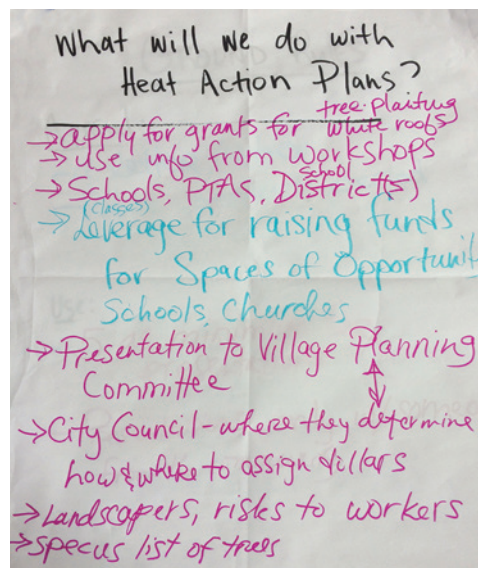 What will we do with
Heat Action Plans?
tree planting
→ apply for grants for white roofs
→ use info from workshops
school
→ Schools, PTAs, District(s)
(classes)
→ Leverage for raising funds
for Spaces of Opportunit
Schools, Churches
→ Presentation to Village Planning
Committee
→ City Council - where they determine
how & where to assign dillars
→ Landscapers, risks to workers
→ specus list of trees